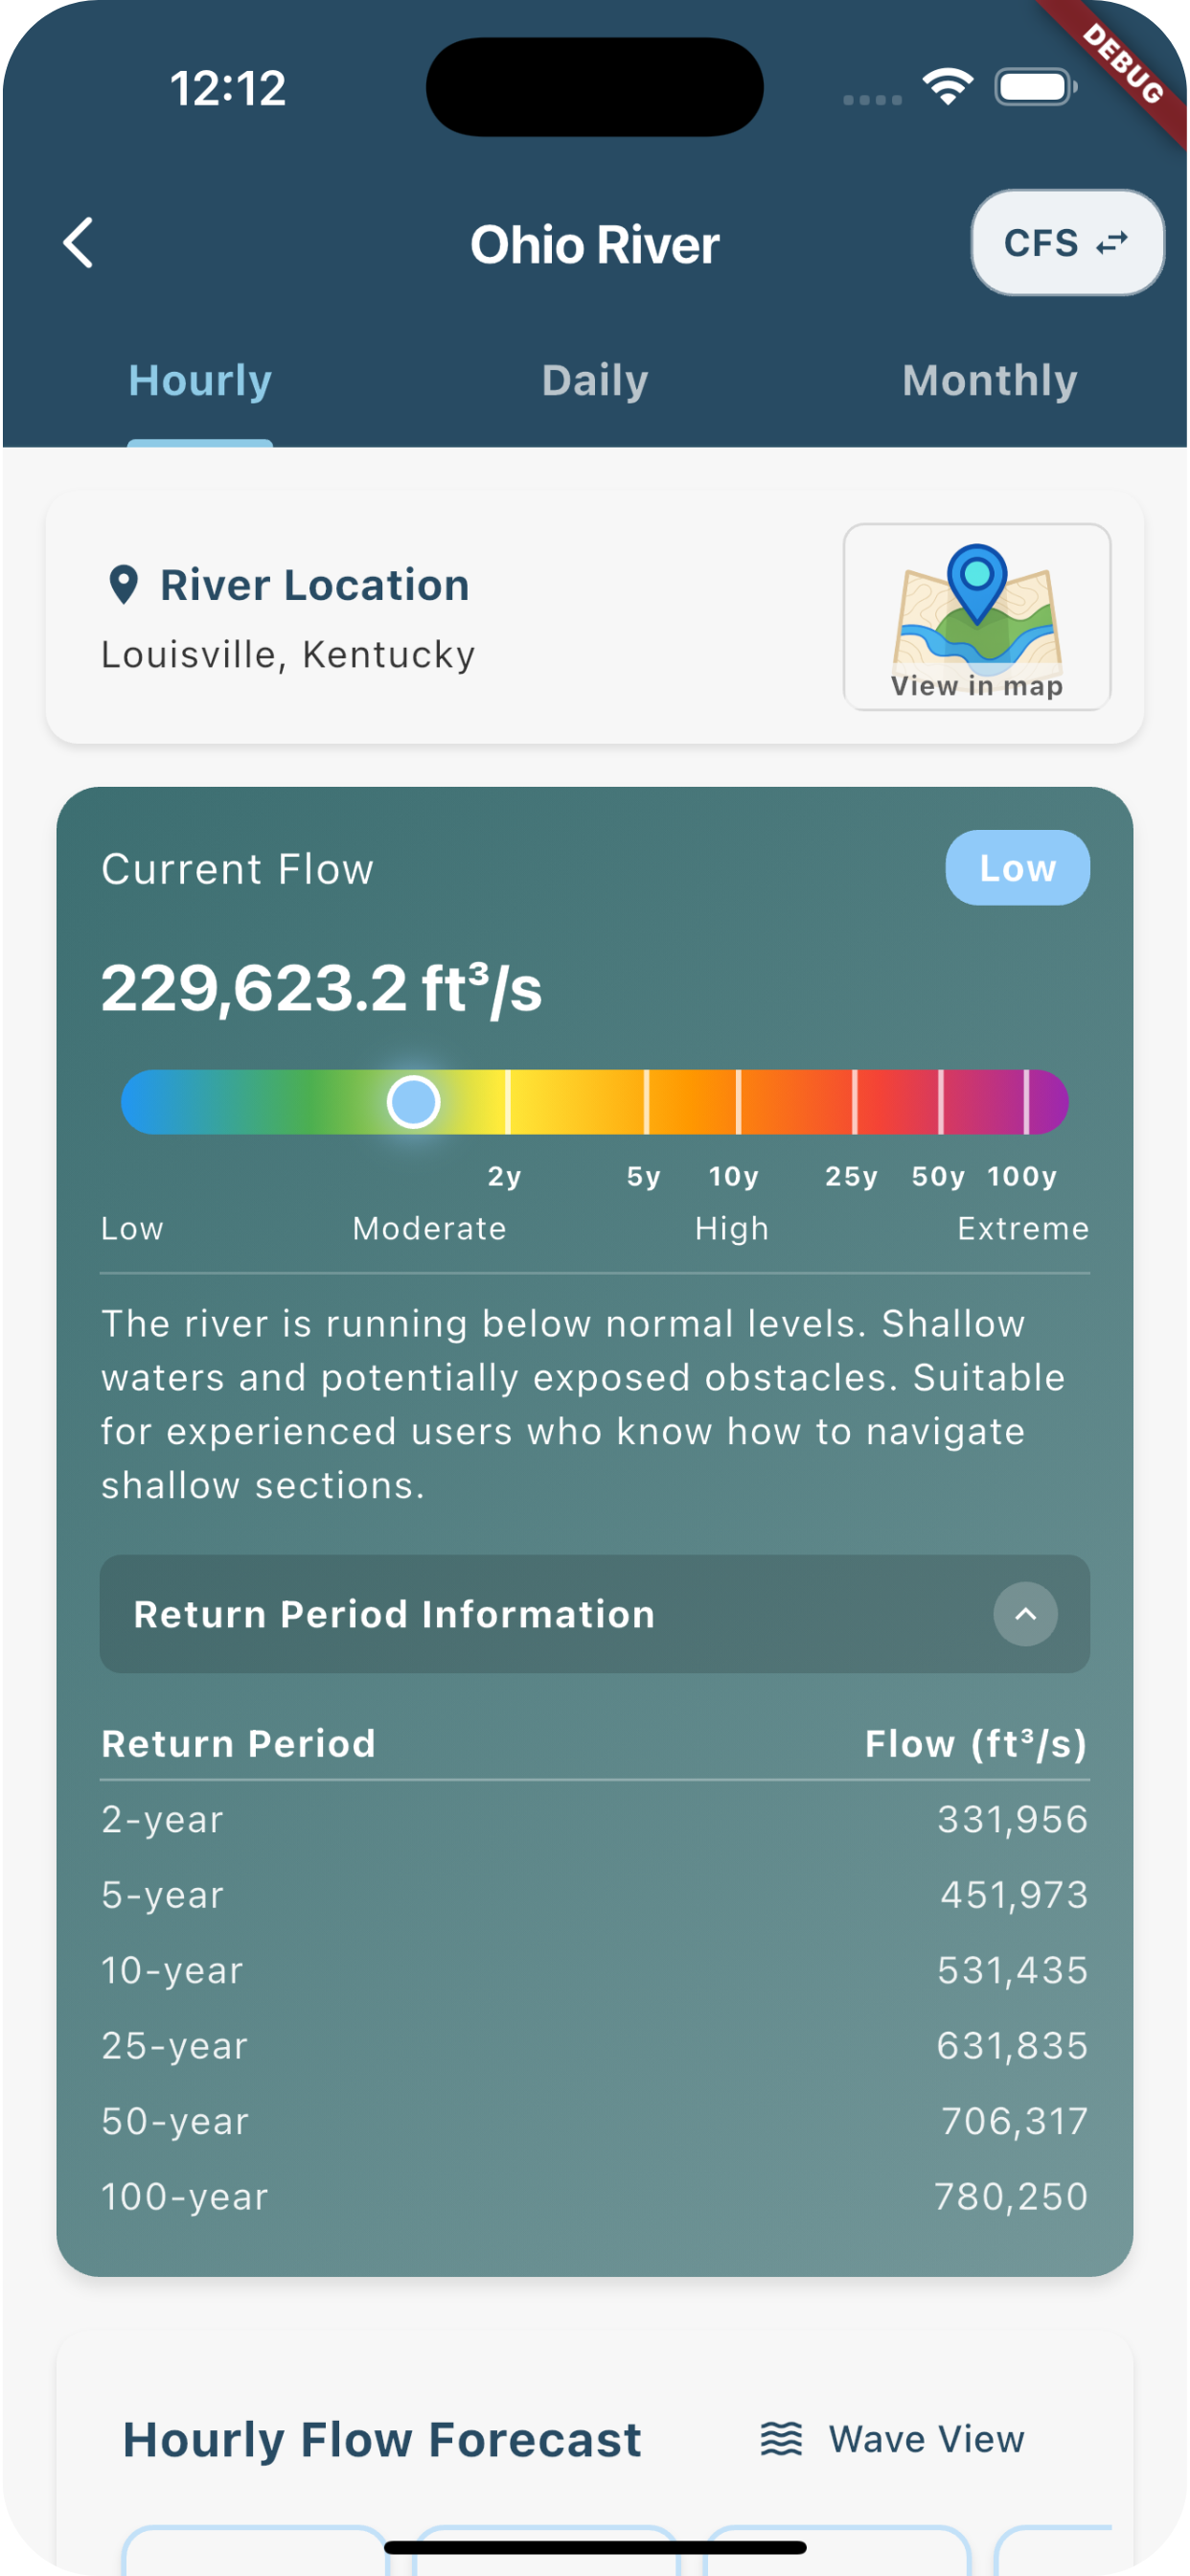 12:12
DEBUG
Ohio River
CFS
Hourly Daily Monthly
River Location
Louisville, Kentucky
View in map
Current Flow
Low
229,623.2 ft³/s
2y 5y 10y 25y 50y 100y
Low Moderate High Extreme
The river is running below normal levels. Shallow
waters and potentially exposed obstacles. Suitable
for experienced users who know how to navigate
shallow sections.
Return Period Information
Return Period Flow (ft³/s)
2-year 331,956
5-year 451,973
10-year 531,435
25-year 631,835
50-year 706,317
100-year 780,250
Hourly Flow Forecast Wave View